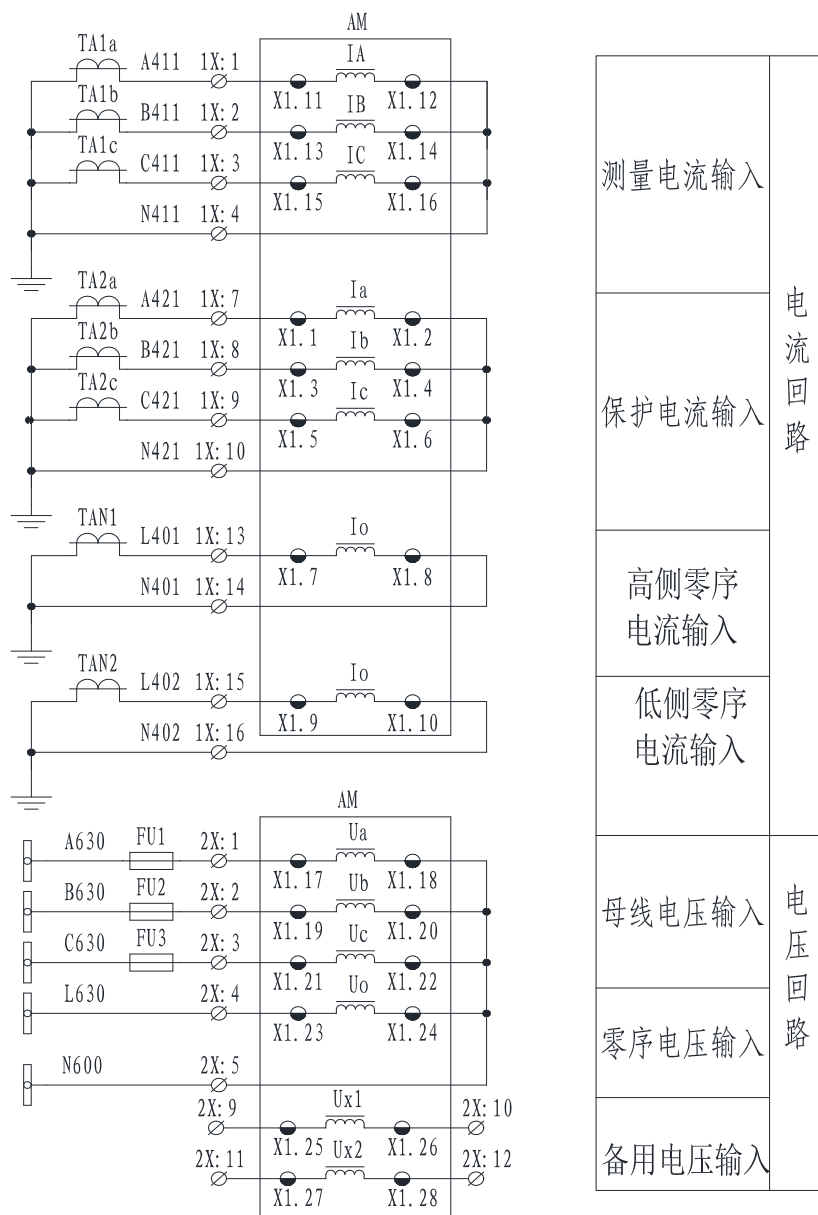 AM
TA1a A411 1X:1 IA
X1.11 X1.12
TA1b B411 1X:2 IB
X1.13 X1.14
TA1c C411 1X:3 IC
X1.15 X1.16
N411 1X:4
测量电流输入
TA2a A421 1X:7 Ia
X1.1 X1.2
TA2b B421 1X:8 Ib
X1.3 X1.4
TA2c C421 1X:9 Ic
X1.5 X1.6
N421 1X:10
保护电流输入
电流回路
TAN1 L401 1X:13 Io
X1.7 X1.8
N401 1X:14
高侧零序
电流输入
TAN2 L402 1X:15 Io
X1.9 X1.10
N402 1X:16
低侧零序
电流输入
AM
A630 FU1 2X:1 Ua
X1.17 X1.18
B630 FU2 2X:2 Ub
X1.19 X1.20
C630 FU3 2X:3 Uc
X1.21 X1.22
母线电压输入
电压回路
L630 2X:4 Uo
X1.23 X1.24
N600 2X:5
零序电压输入
2X:9 Ux1 2X:10
X1.25 X1.26
2X:11 Ux2 2X:12
X1.27 X1.28
备用电压输入